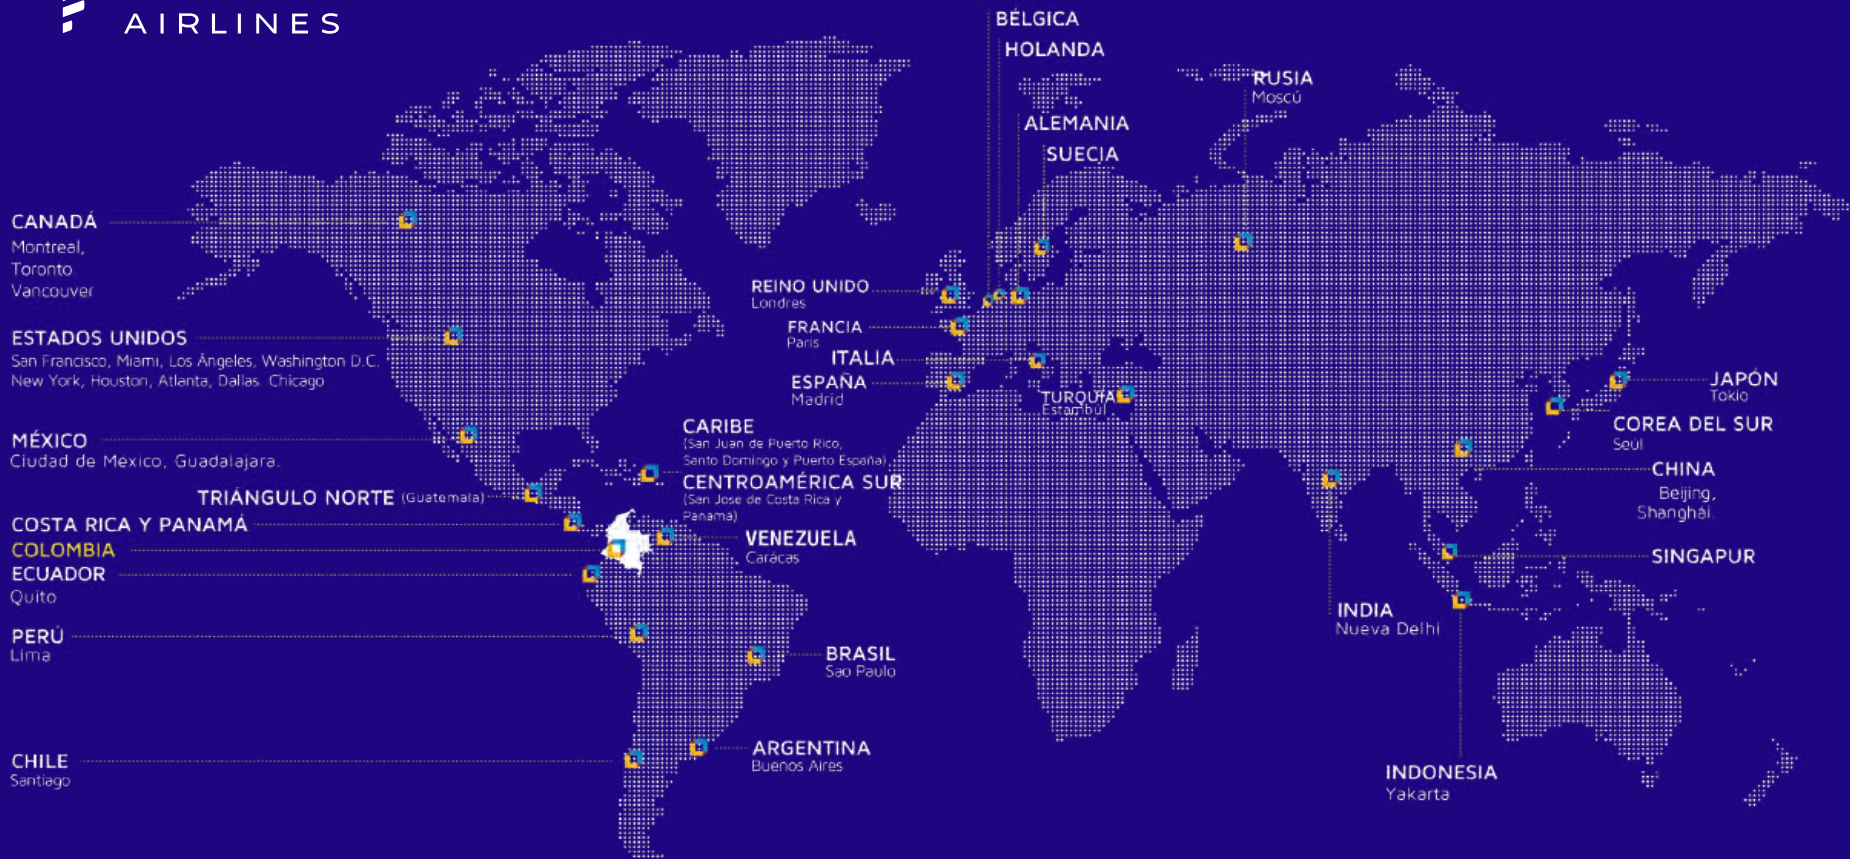 AIRLINES
BÉLGICA
HOLANDA
RUSIA
Moscú
ALEMANIA
SUECIA
CANADÁ
Montreal,
Toronto
Vancouver
REINO UNIDO
Londres
FRANCIA
París
ESTADOS UNIDOS
San Francisco, Miami, Los Ángeles, Washington D.C.
New York, Houston, Atlanta, Dallas. Chicago
ITALIA
ESPAÑA
Madrid
TURQUÍA
Estambúl
JAPÓN
Tokio
COREA DEL SUR
Seúl
MÉXICO
Ciudad de México, Guadalajara.
CARIBE
(San Juan de Puerto Rico,
Santo Domingo y Puerto España)
CENTROAMÉRICA SUR
(San Jose de Costa Rica y
Panamá)
CHINA
Beijing,
Shanghái
TRIÁNGULO NORTE (Guatemala)
COSTA RICA Y PANAMÁ
COLOMBIA
VENEZUELA
Carácas
SINGAPUR
ECUADOR
Quito
INDIA
Nueva Delhi
PERÚ
Lima
BRASIL
Sao Paulo
ARGENTINA
Buenos Aires
CHILE
Santiago
INDONESIA
Yakarta